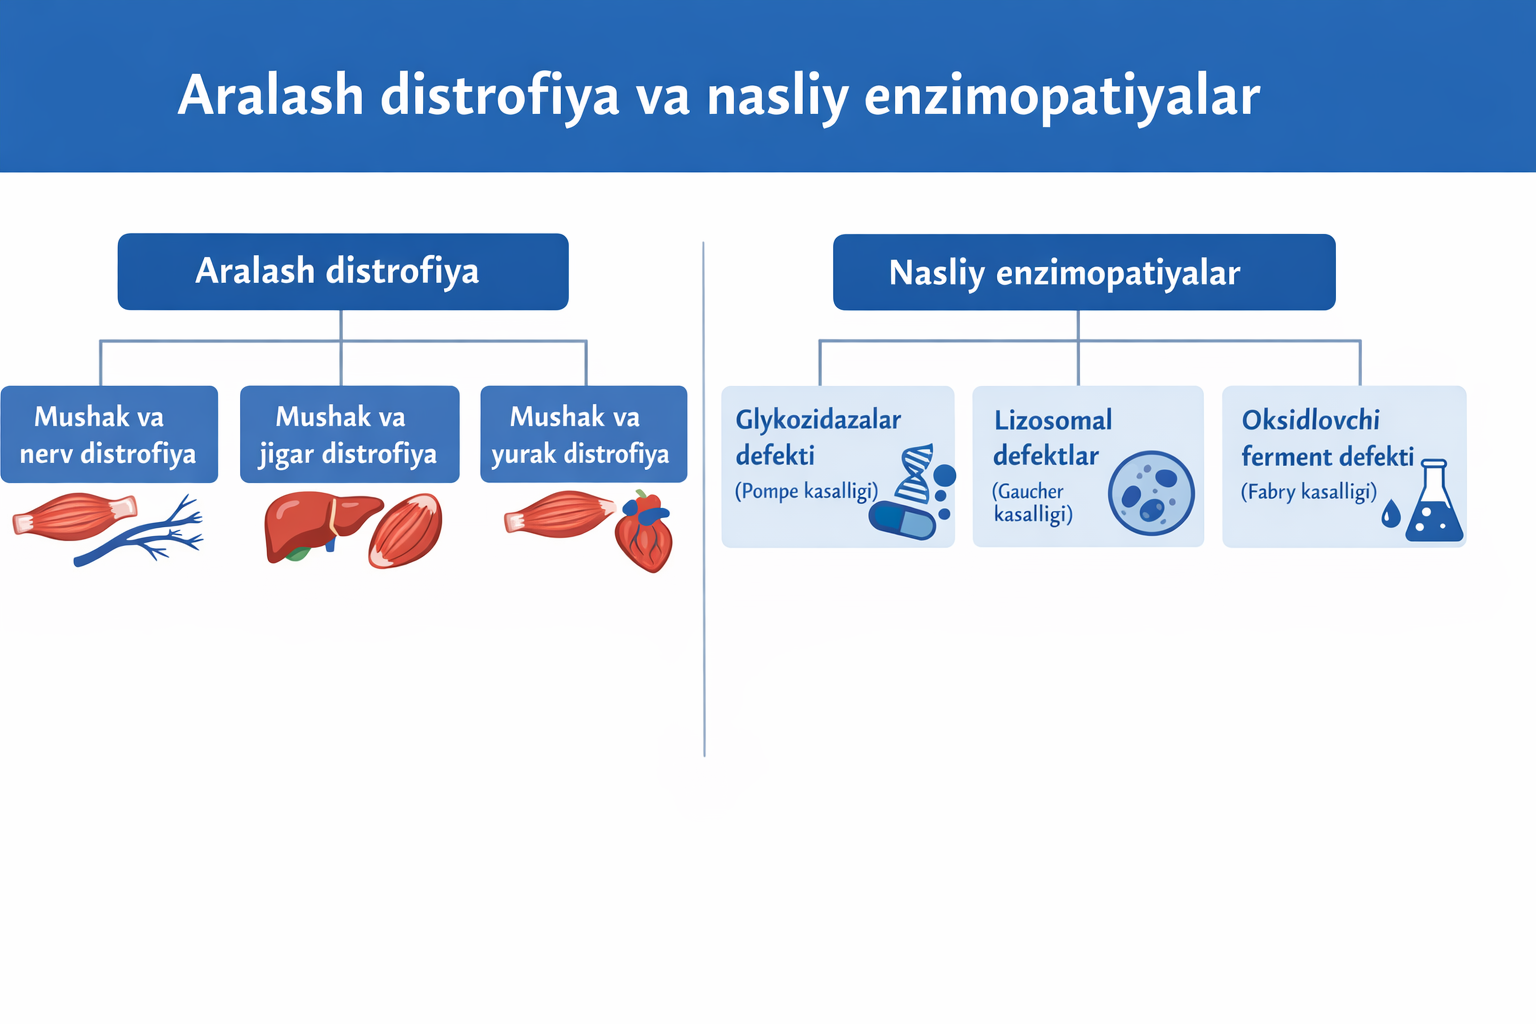 Aralash distrofiya va nasliy enzimopatiyalar
Aralash distrofiya
Mushak va
nerv distrofiya
Mushak va
jigar distrofiya
Mushak va
yurak distrofiya
Nasliy enzimopatiyalar
Glykozidazalar
defekti
(Pompe kasalligi)
Lizosomal
defektlar
(Gaucher
kasalligi)
Oksidlovchi
ferment defekti
(Fabry kasalligi)